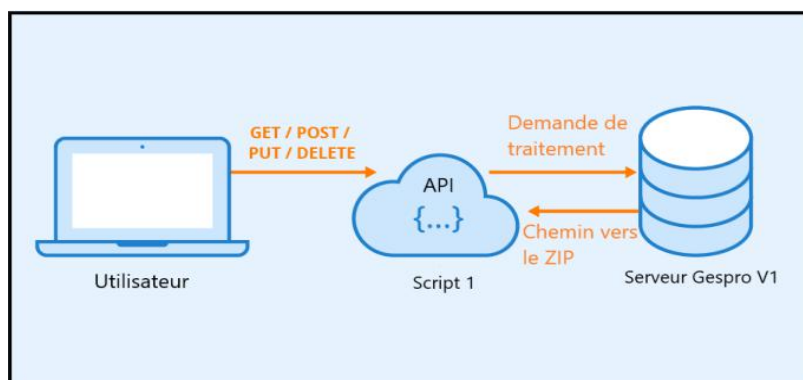 GET / POST /
PUT / DELETE
Demande de
traitement
API
{...}
Chemin vers
le ZIP
Utilisateur
Script 1
Serveur Gespro V1